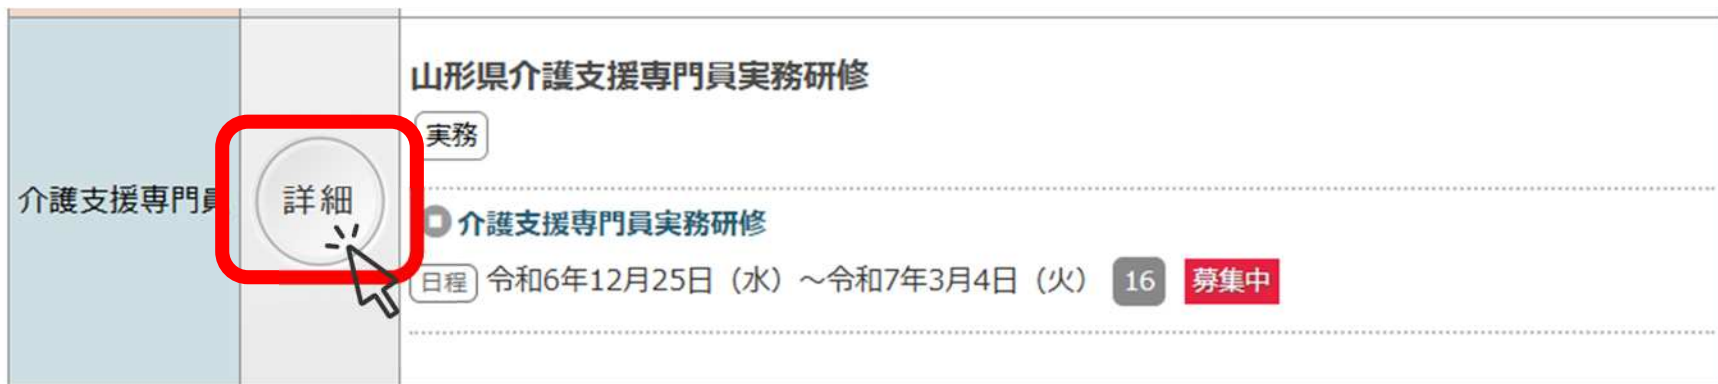 山形県介護支援専門員実務研修
実務
介護支援専門員
詳細
介護支援専門員実務研修
日程 令和6年12月25日（水）～令和7年3月4日（火） 16 募集中